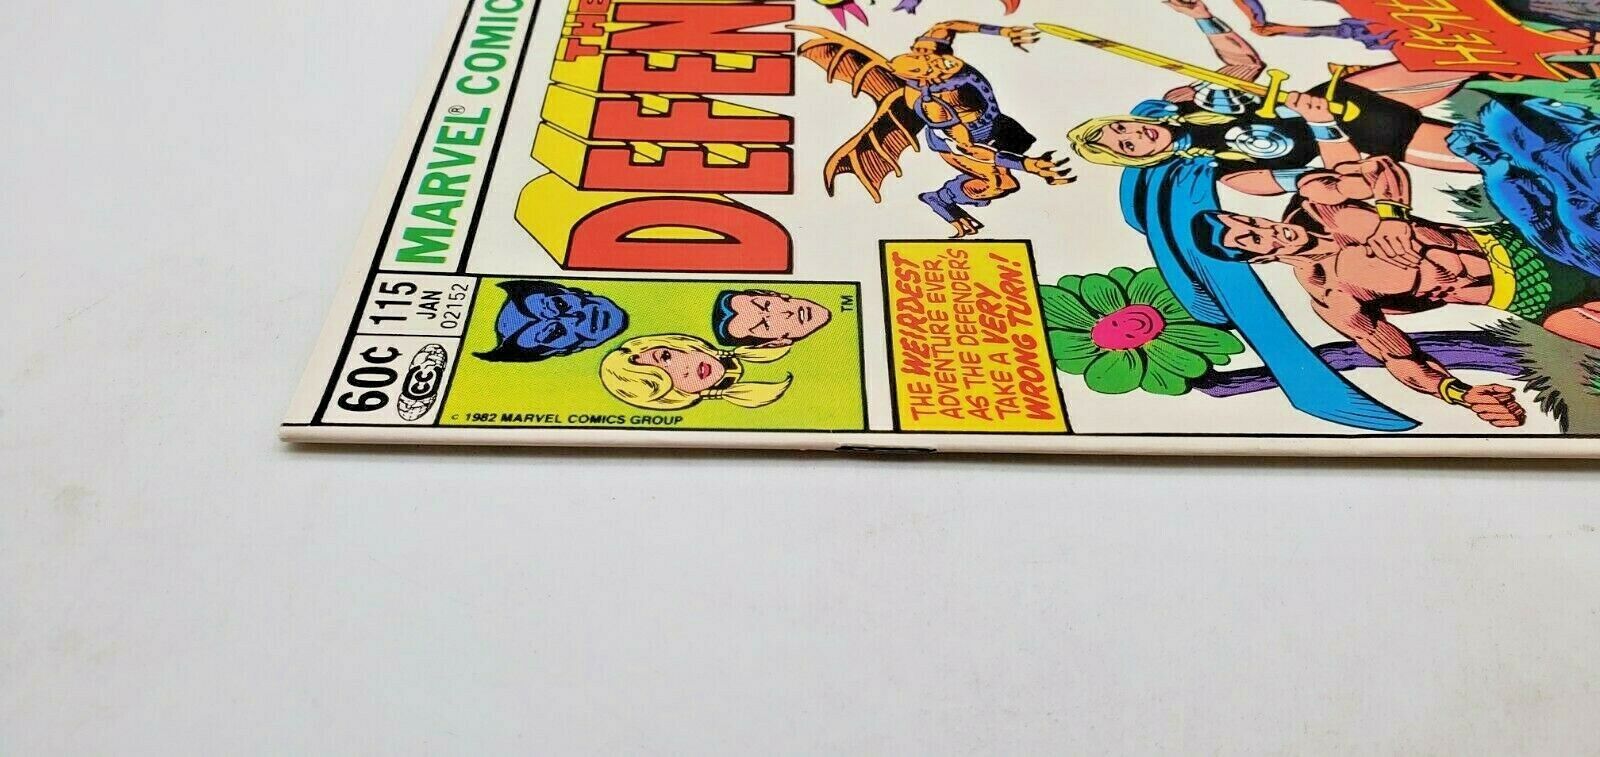 MARVEL® COMIC
THE
DEFEN
60¢
115
JAN
02152
CC
TM
© 1982 MARVEL COMICS GROUP
THE WEIRDEST
ADVENTURE EVER,
AS THE DEFENDERS
TAKE A VERY
WRONG TURN!